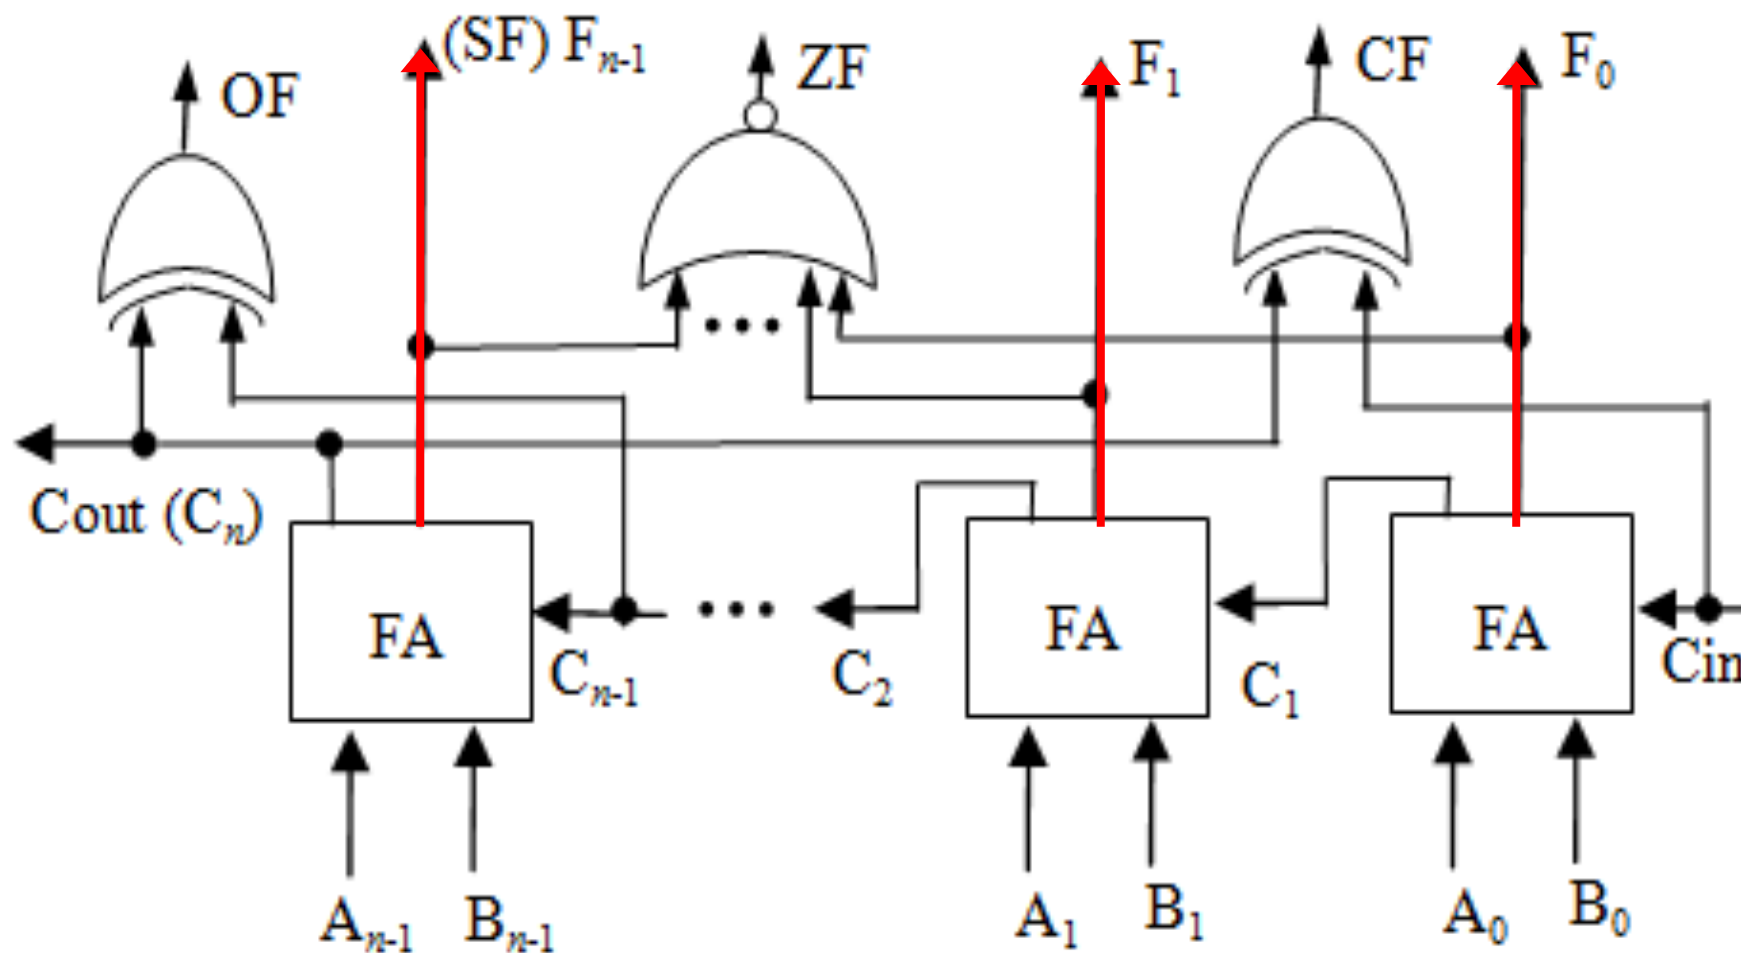 OF (SF) Fₙ₋₁ ZF F₁ CF F₀
Cout (Cₙ)
FA Cₙ₋₁ C₂ FA C₁ FA Cin
Aₙ₋₁ Bₙ₋₁ A₁ B₁ A₀ B₀